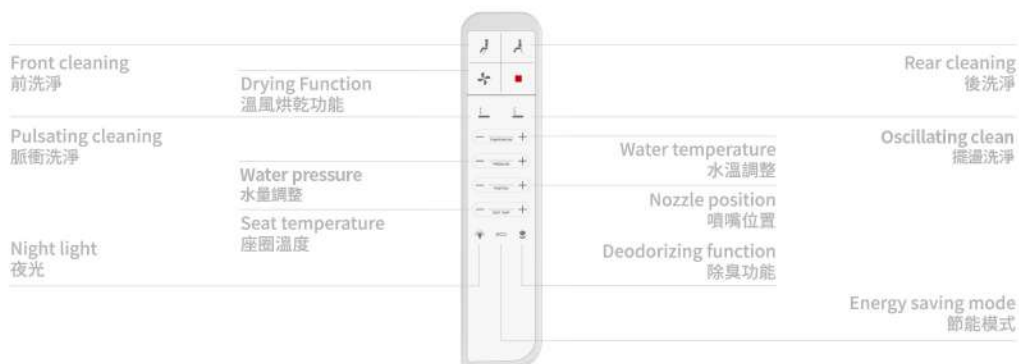 Front cleaning
前洗淨
Drying Function
溫風烘乾功能
Pulsating cleaning
脈衝洗淨
Water pressure
水量調整
Seat temperature
座圈溫度
Night light
夜光
Rear cleaning
後洗淨
Oscillating clean
擺盪洗淨
Water temperature
水溫調整
Nozzle position
噴嘴位置
Deodorizing function
除臭功能
Energy saving mode
節能模式